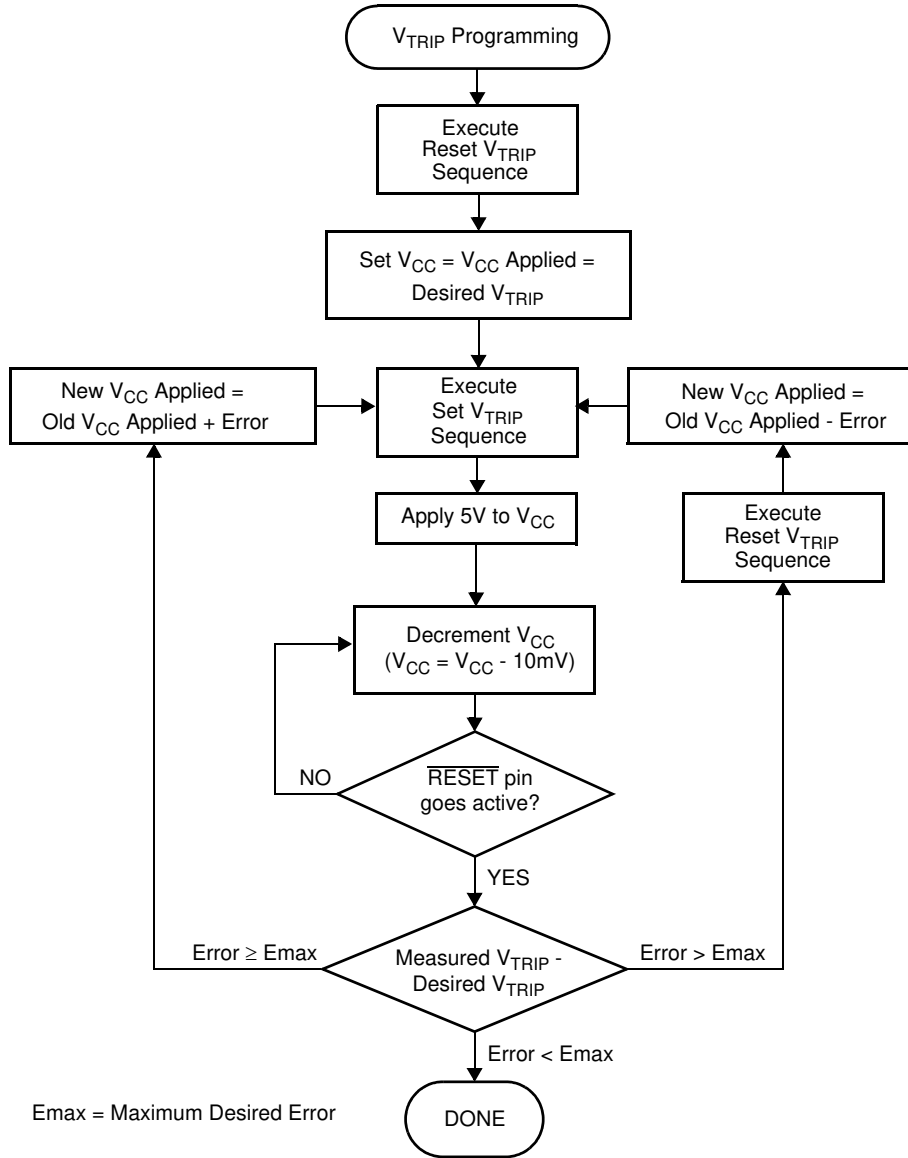 VTRIP Programming
Execute
Reset VTRIP
Sequence
Set VCC = VCC Applied =
Desired VTRIP
New VCC Applied =
Old VCC Applied + Error
Execute
Set VTRIP
Sequence
New VCC Applied =
Old VCC Applied - Error
Apply 5V to VCC
Execute
Reset VTRIP
Sequence
Decrement VCC
(VCC = VCC - 10mV)
NO
RESET pin
goes active?
YES
Error ≥ Emax
Measured VTRIP -
Desired VTRIP
Error > Emax
Error < Emax
Emax = Maximum Desired Error
DONE